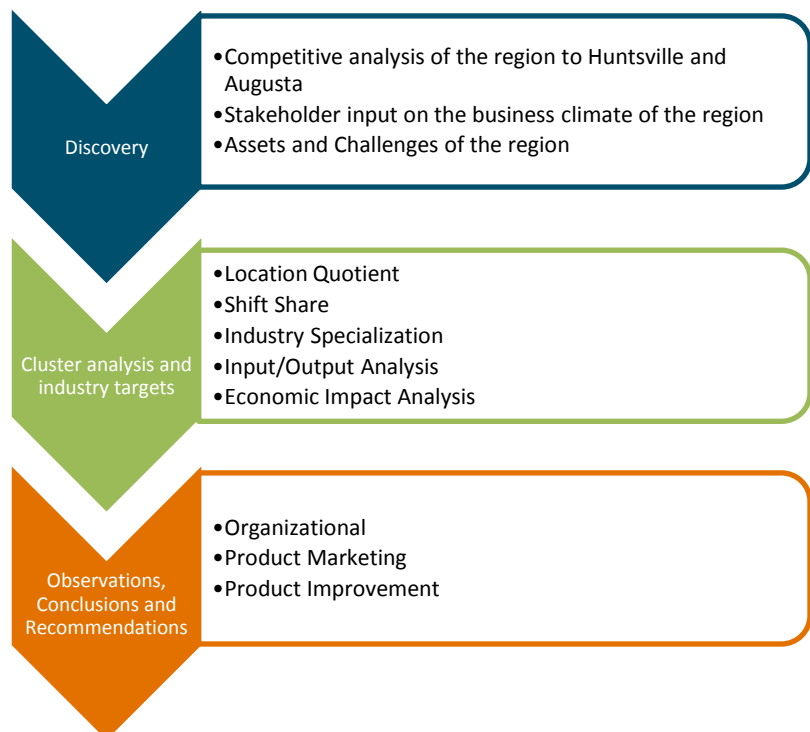 Discovery
•Competitive analysis of the region to Huntsville and
Augusta
•Stakeholder input on the business climate of the region
•Assets and Challenges of the region
Cluster analysis and
industry targets
•Location Quotient
•Shift Share
•Industry Specialization
•Input/Output Analysis
•Economic Impact Analysis
Observations,
Conclusions and
Recommendations
•Organizational
•Product Marketing
•Product Improvement